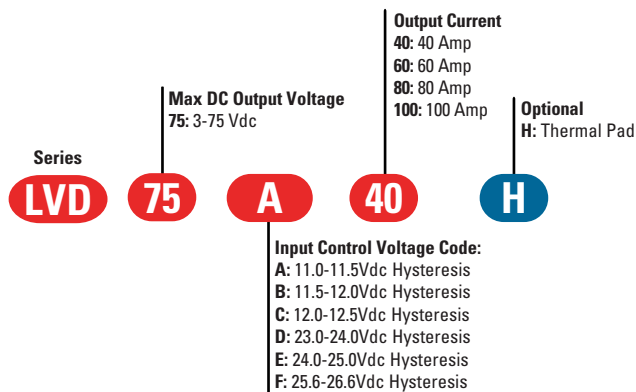 Output Current
40: 40 Amp
60: 60 Amp
80: 80 Amp
100: 100 Amp
Max DC Output Voltage
75: 3-75 Vdc
Optional
H: Thermal Pad
Series
LVD 75 A 40 H
Input Control Voltage Code:
A: 11.0-11.5Vdc Hysteresis
B: 11.5-12.0Vdc Hysteresis
C: 12.0-12.5Vdc Hysteresis
D: 23.0-24.0Vdc Hysteresis
E: 24.0-25.0Vdc Hysteresis
F: 25.6-26.6Vdc Hysteresis